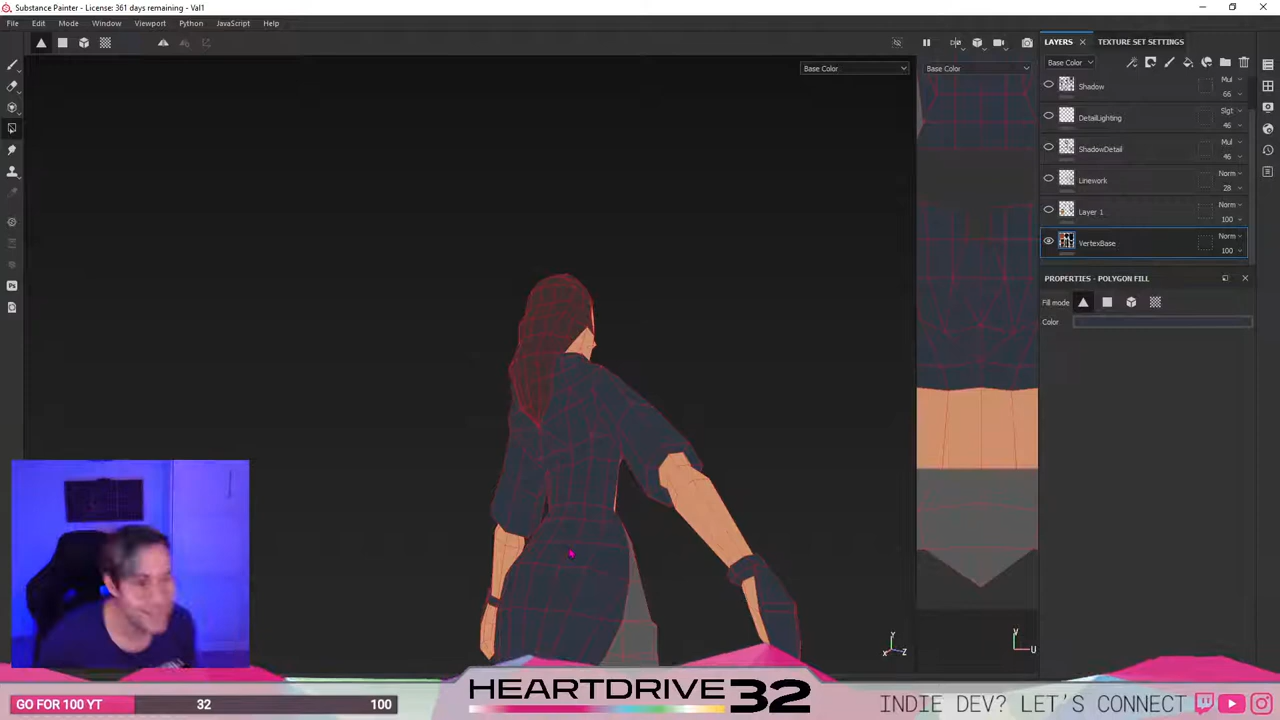 Substance Painter - License: 361 days remaining - Val1
File Edit Mode Window Viewport Python JavaScript Help
Base Color
Base Color
LAYERS
TEXTURE SET SETTINGS
Base Color
Shadow
Mul
66
DetailLighting
Slgt
46
ShadowDetail
Mul
46
Linework
Norm
28
Layer 1
Norm
100
VertexBase
Norm
100
PROPERTIES - POLYGON FILL
Fill mode
Color
Y
X
Z
V
U
GO FOR 100 YT
32
100
HEARTDRIVE 32
INDIE DEV? LET'S CONNECT